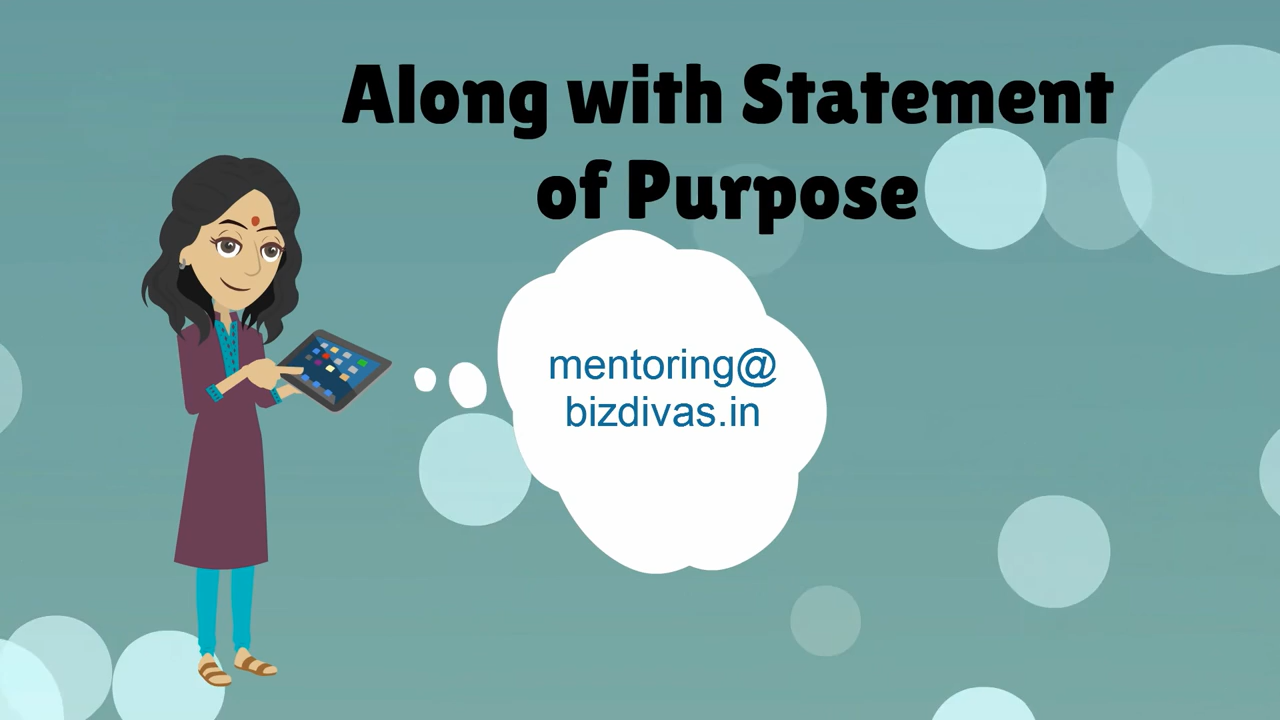 Along with Statement
of Purpose
mentoring@
bizdivas.in